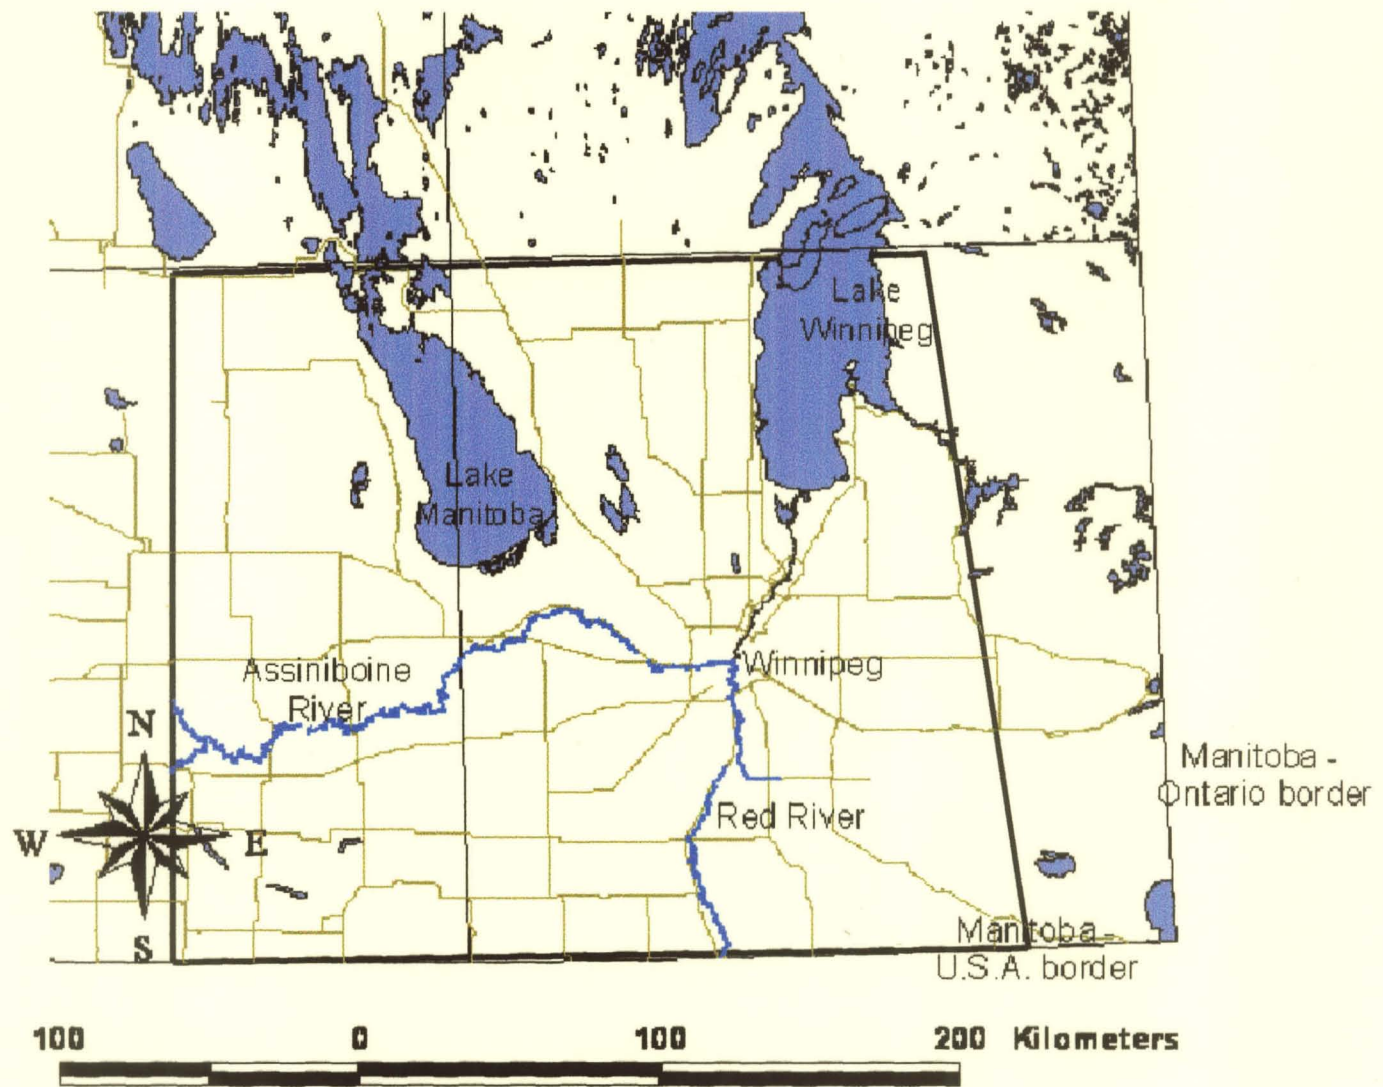 Lake
Winnipeg
Lake
Manitoba
Assiniboine
River
Winnipeg
N
W
E
S
Red River
Manitoba -
Ontario border
Manitoba -
U.S.A. border
100 0 100 200 Kilometers